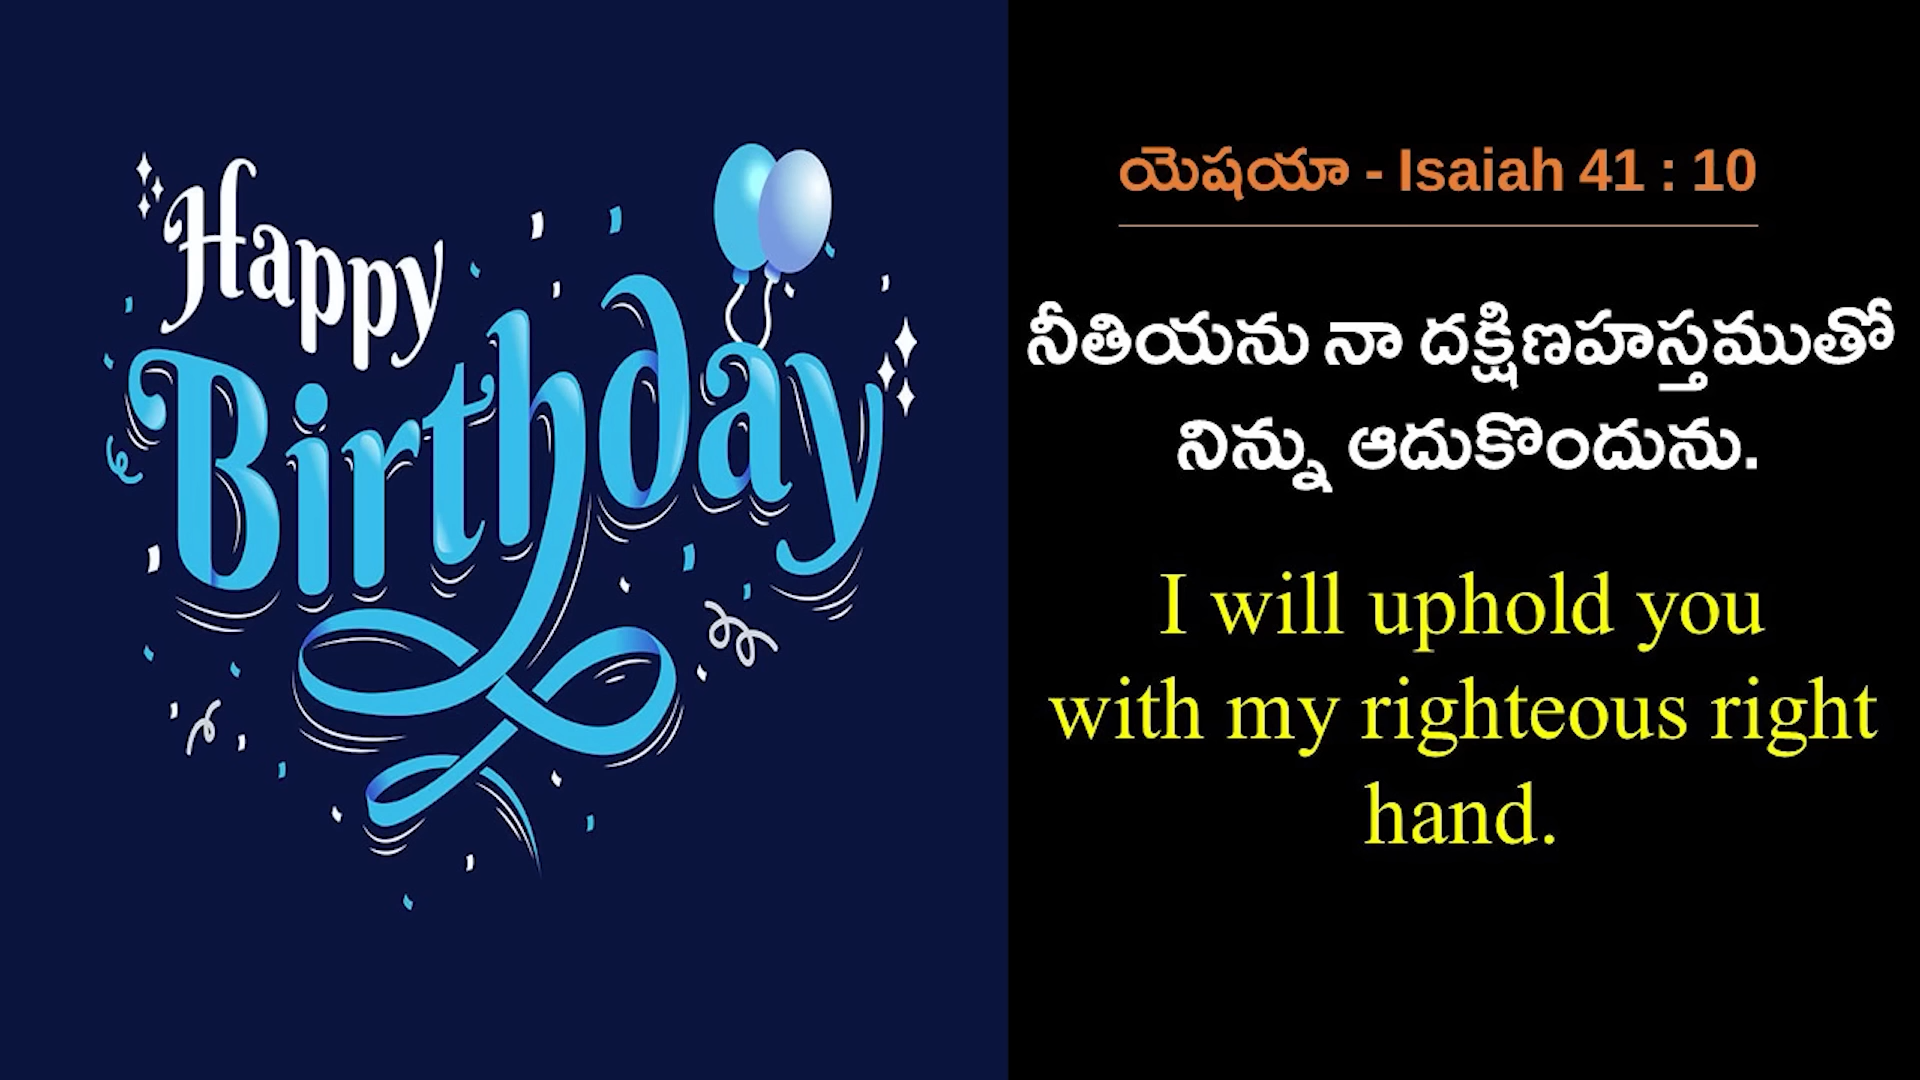 Happy
Birthday
యెషయా - Isaiah 41 : 10
నీతియను నా దక్షిణహస్తముతో
నిన్ను ఆదుకొందును.
I will uphold you
with my righteous right
hand.